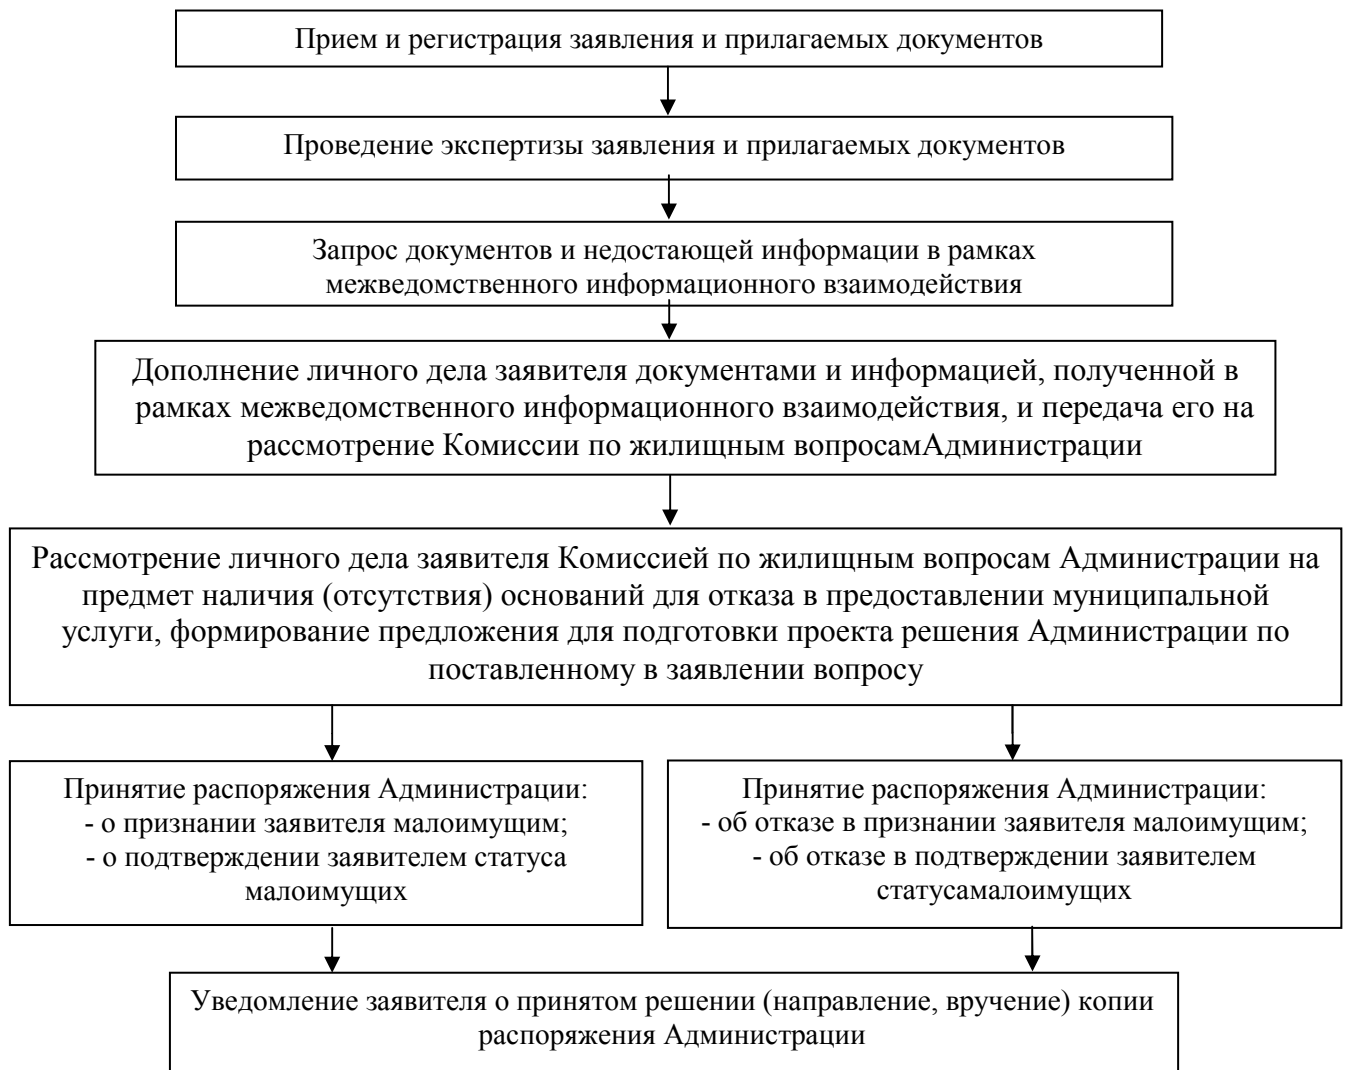 Прием и регистрация заявления и прилагаемых документов
Проведение экспертизы заявления и прилагаемых документов
Запрос документов и недостающей информации в рамках
межведомственного информационного взаимодействия
Дополнение личного дела заявителя документами и информацией, полученной в
рамках межведомственного информационного взаимодействия, и передача его на
рассмотрение Комиссии по жилищным вопросамАдминистрации
Рассмотрение личного дела заявителя Комиссией по жилищным вопросам Администрации на
предмет наличия (отсутствия) оснований для отказа в предоставлении муниципальной
услуги, формирование предложения для подготовки проекта решения Администрации по
поставленному в заявлении вопросу
Принятие распоряжения Администрации:
- о признании заявителя малоимущим;
- о подтверждении заявителем статуса
малоимущих
Принятие распоряжения Администрации:
- об отказе в признании заявителя малоимущим;
- об отказе в подтверждении заявителем
статусамалоимущих
Уведомление заявителя о принятом решении (направление, вручение) копии
распоряжения Администрации